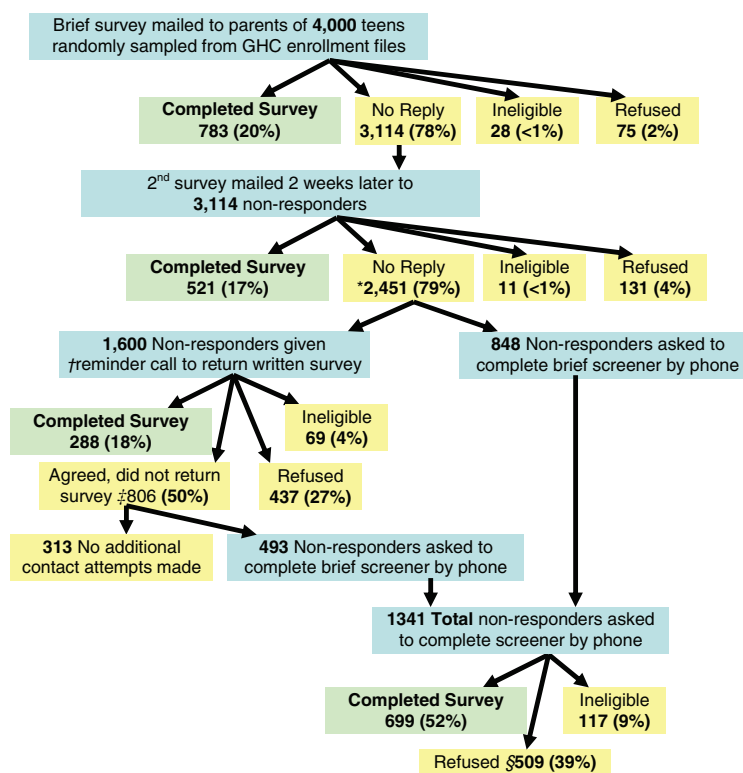 Brief survey mailed to parents of 4,000 teens
randomly sampled from GHC enrollment files
Completed Survey
783 (20%)
No Reply
3,114 (78%)
Ineligible
28 (<1%)
Refused
75 (2%)
2nd survey mailed 2 weeks later to
3,114 non-responders
Completed Survey
521 (17%)
No Reply
*2,451 (79%)
Ineligible
11 (<1%)
Refused
131 (4%)
1,600 Non-responders given
†reminder call to return written survey
848 Non-responders asked to
complete brief screener by phone
Completed Survey
288 (18%)
Ineligible
69 (4%)
Agreed, did not return
survey ‡806 (50%)
Refused
437 (27%)
313 No additional
contact attempts made
493 Non-responders asked to
complete brief screener by phone
1341 Total non-responders asked
to complete screener by phone
Completed Survey
699 (52%)
Ineligible
117 (9%)
Refused §509 (39%)